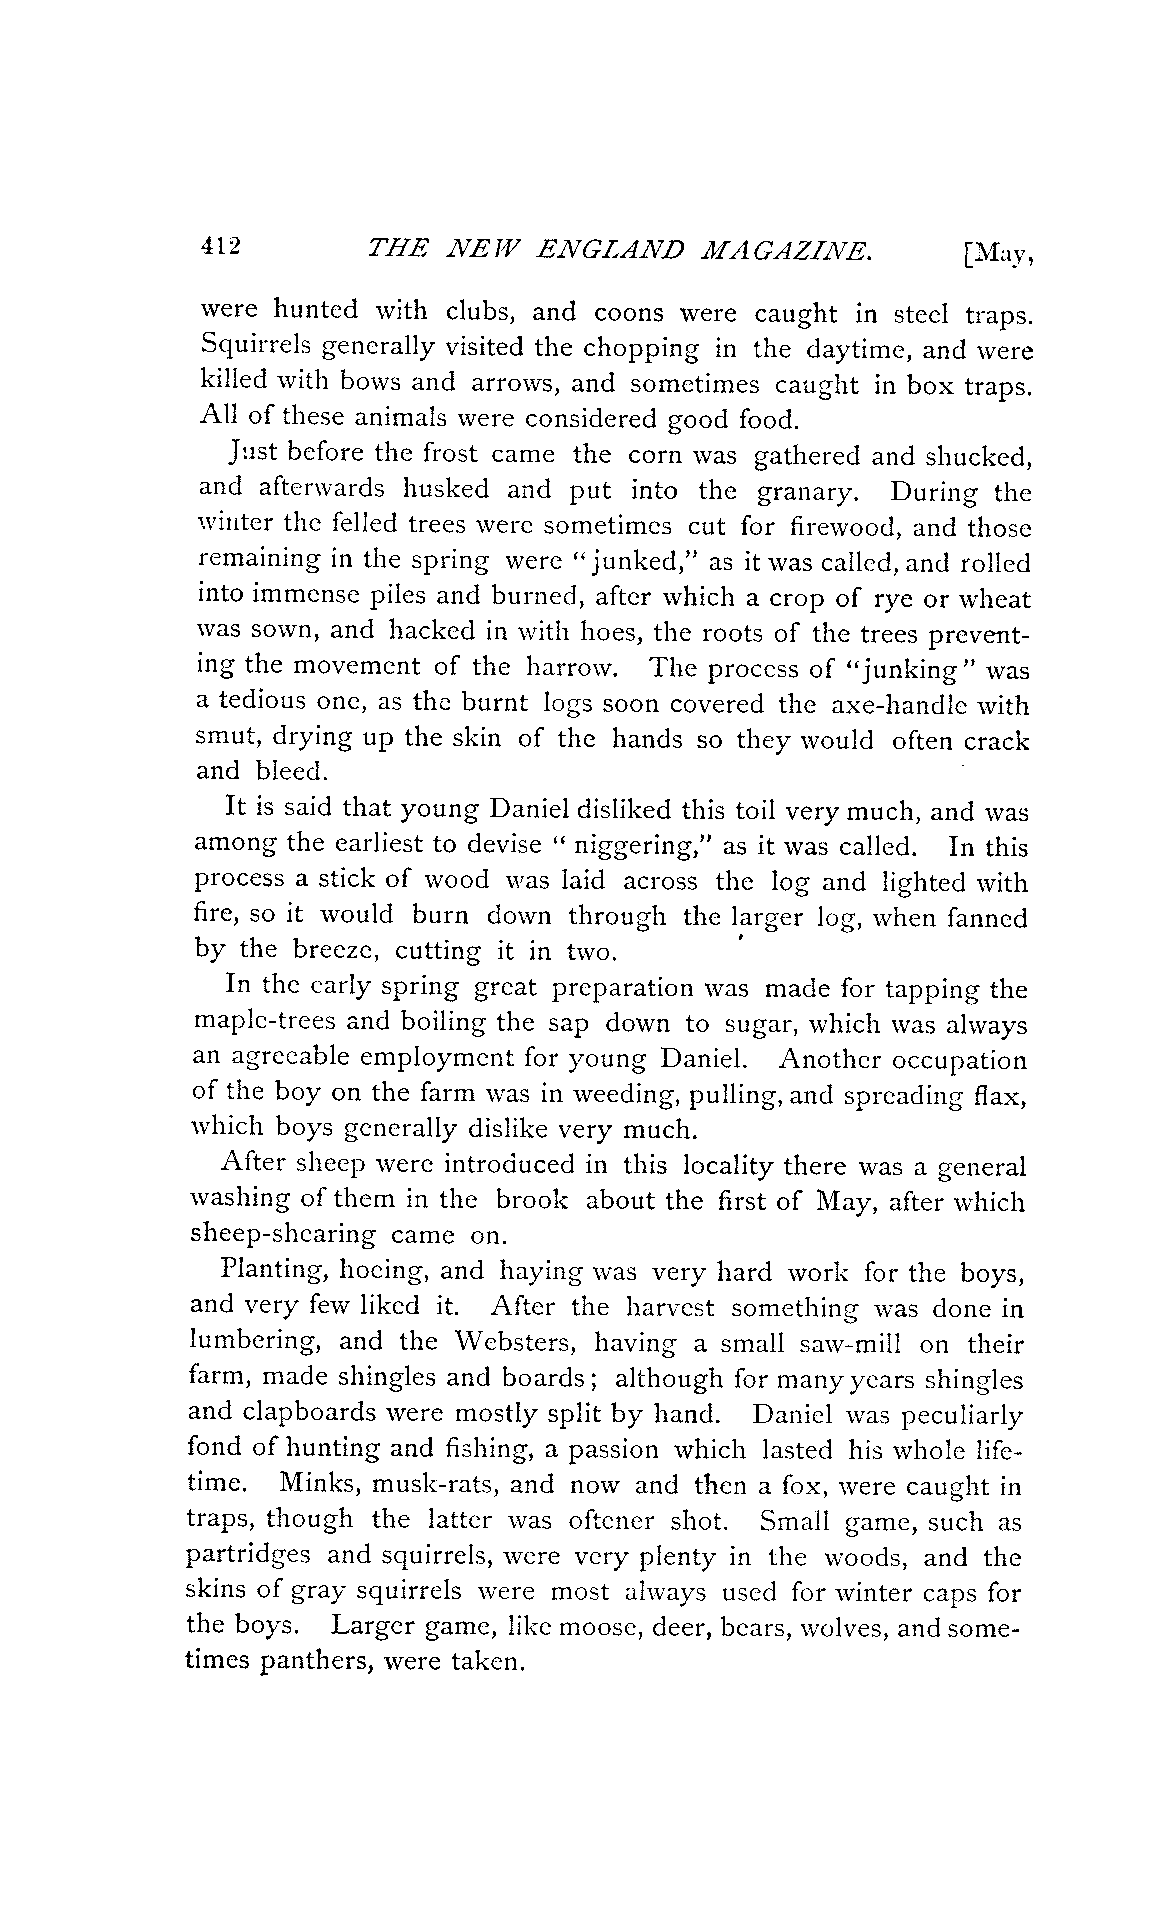 412 THE NEW ENGLAND MAGAZINE. [May,
were hunted with clubs, and coons were caught in steel traps.
Squirrels generally visited the chopping in the daytime, and were
killed with bows and arrows, and sometimes caught in box traps.
All of these animals were considered good food.
Just before the frost came the corn was gathered and shucked,
and afterwards husked and put into the granary. During the
winter the felled trees were sometimes cut for firewood, and those
remaining in the spring were "junked," as it was called, and rolled
into immense piles and burned, after which a crop of rye or wheat
was sown, and hacked in with hoes, the roots of the trees prevent-
ing the movement of the harrow. The process of "junking" was
a tedious one, as the burnt logs soon covered the axe-handle with
smut, drying up the skin of the hands so they would often crack
and bleed.
It is said that young Daniel disliked this toil very much, and was
among the earliest to devise "niggering," as it was called. In this
process a stick of wood was laid across the log and lighted with
fire, so it would burn down through the larger log, when fanned
by the breeze, cutting it in two.
In the early spring great preparation was made for tapping the
maple-trees and boiling the sap down to sugar, which was always
an agreeable employment for young Daniel. Another occupation
of the boy on the farm was in weeding, pulling, and spreading flax,
which boys generally dislike very much.
After sheep were introduced in this locality there was a general
washing of them in the brook about the first of May, after which
sheep-shearing came on.
Planting, hoeing, and haying was very hard work for the boys,
and very few liked it. After the harvest something was done in
lumbering, and the Websters, having a small saw-mill on their
farm, made shingles and boards; although for many years shingles
and clapboards were mostly split by hand. Daniel was peculiarly
fond of hunting and fishing, a passion which lasted his whole life-
time. Minks, musk-rats, and now and then a fox, were caught in
traps, though the latter was oftener shot. Small game, such as
partridges and squirrels, were very plenty in the woods, and the
skins of gray squirrels were most always used for winter caps for
the boys. Larger game, like moose, deer, bears, wolves, and some-
times panthers, were taken.